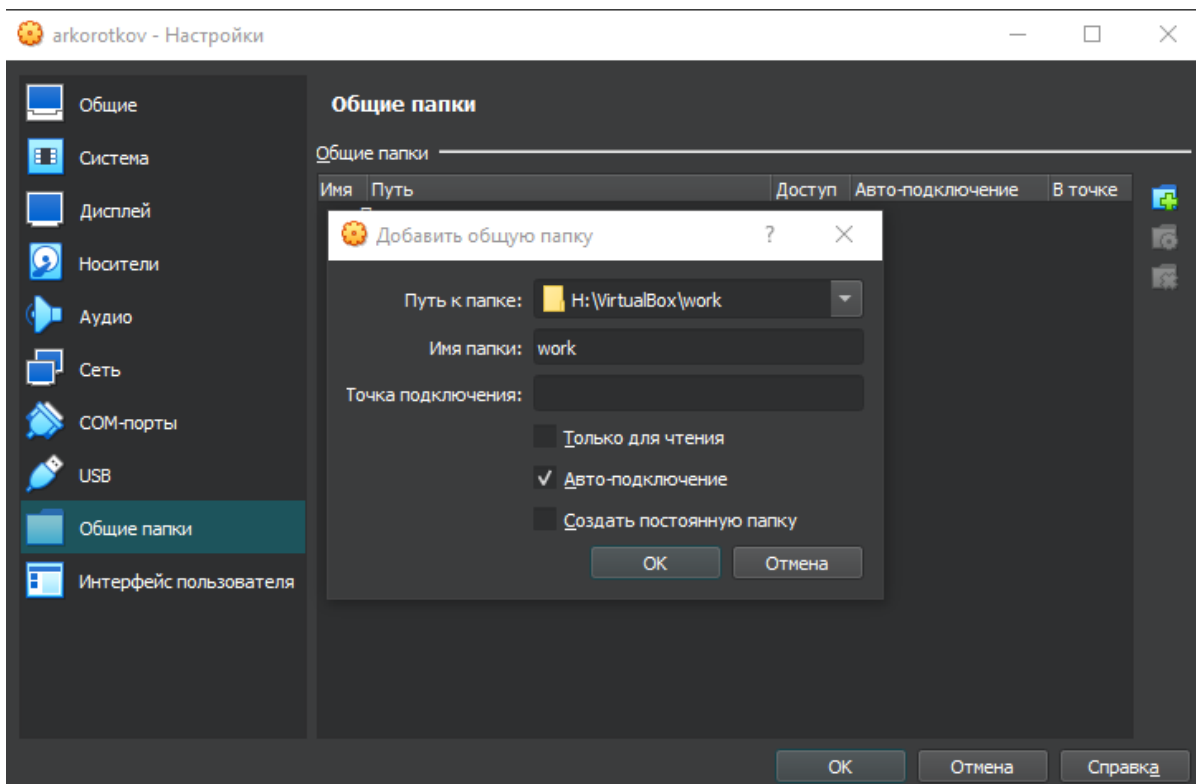 arkorotkov - Настройки
Общие
Система
Дисплей
Носители
Аудио
Сеть
COM-порты
USB
Общие папки
Интерфейс пользователя
Общие папки
Общие папки
Имя Путь Доступ Авто-подключение В точке
Добавить общую папку ?
Путь к папке: H:\VirtualBox\work
Имя папки: work
Точка подключения:
Только для чтения
Авто-подключение
Создать постоянную папку
OK Отмена
OK Отмена Справка